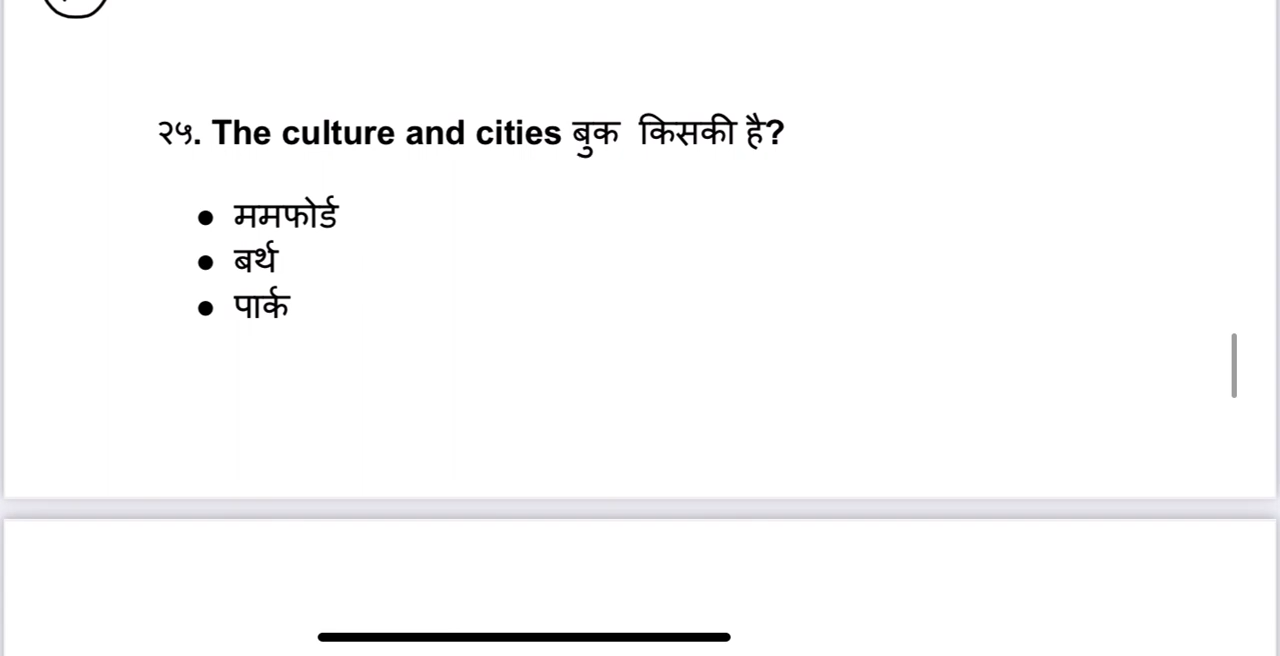 २५. The culture and cities बुक किसकी है?
● ममफोर्ड
● बर्थ
● पार्क